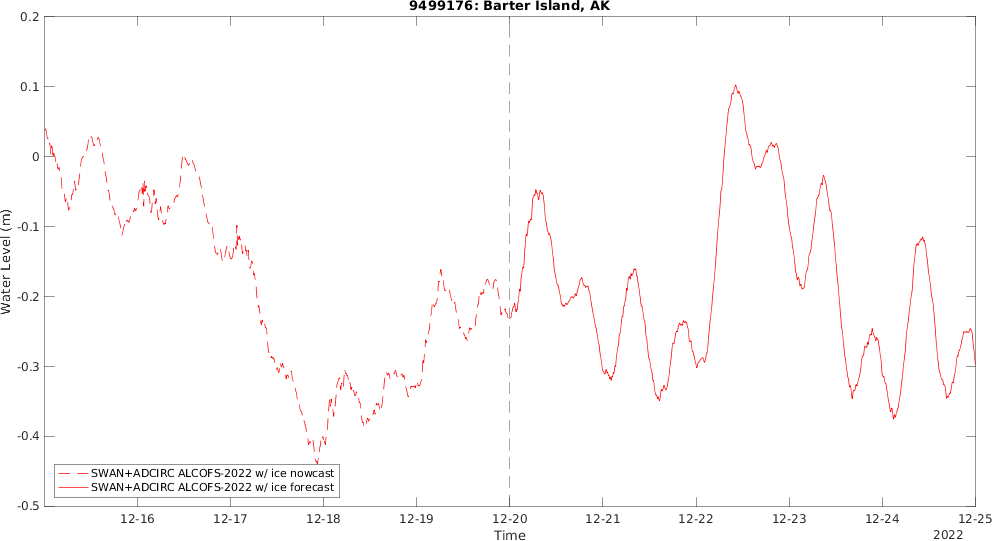 9499176: Barter Island, AK
0.2
0.1
0
-0.1
-0.2
-0.3
-0.4
-0.5
Water Level (m)
SWAN+ADCIRC ALCOFS-2022 w/ ice nowcast
SWAN+ADCIRC ALCOFS-2022 w/ ice forecast
12-16 12-17 12-18 12-19 12-20 12-21 12-22 12-23 12-24 12-25
Time
2022